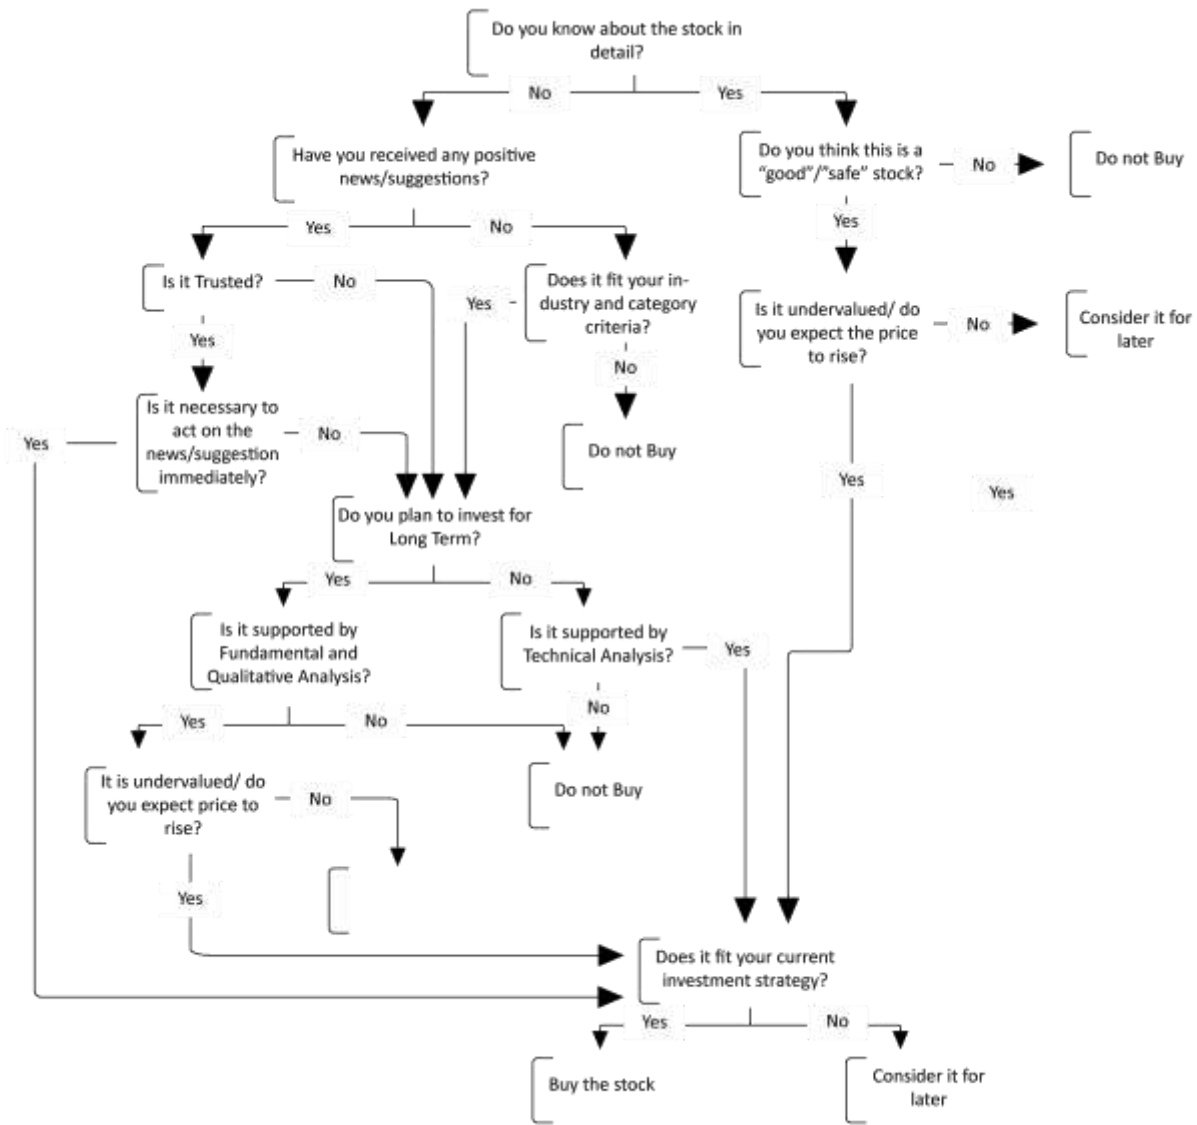 Do you know about the stock in
detail?
No
Yes
Have you received any positive
news/suggestions?
Do you think this is a
“good”/”safe” stock?
No
Do not Buy
Yes
No
Yes
Is it Trusted?
No
Yes
Does it fit your in-
dustry and category
criteria?
Is it undervalued/ do
you expect the price
to rise?
No
Consider it for
later
Yes
No
Is it necessary to
act on the
news/suggestion
immediately?
Yes
No
Do not Buy
Yes
Yes
Do you plan to invest for
Long Term?
Yes
No
Is it supported by
Fundamental and
Qualitative Analysis?
Is it supported by
Technical Analysis?
Yes
No
Yes
No
It is undervalued/ do
you expect price to
rise?
No
Do not Buy
Yes
Does it fit your current
investment strategy?
Yes
No
Buy the stock
Consider it for
later